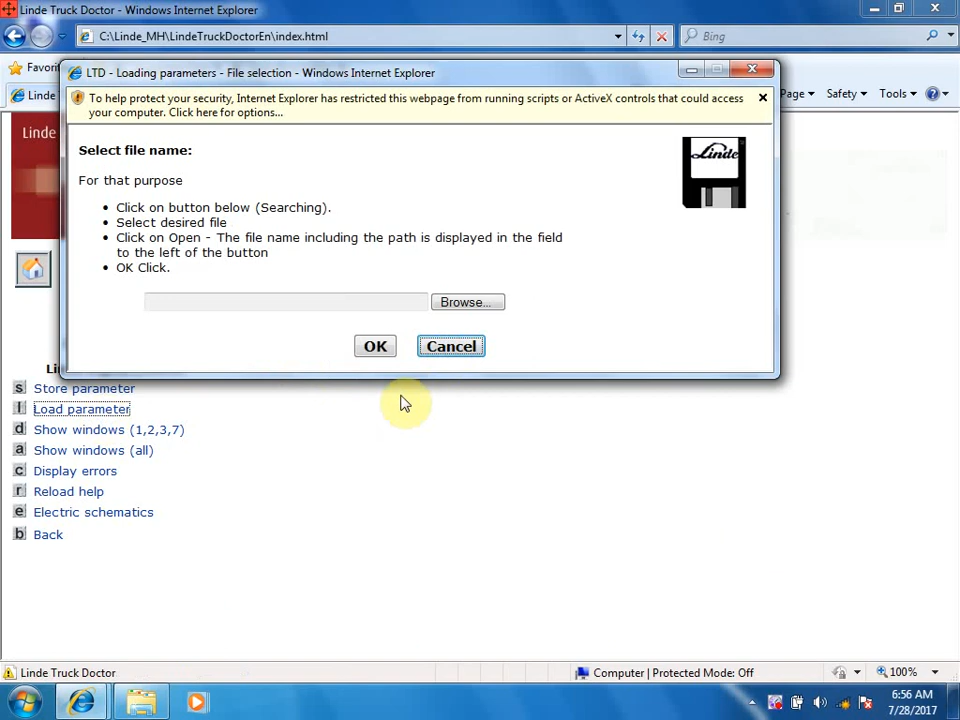 Linde Truck Doctor - Windows Internet Explorer
C:\Linde_MH\LindeTruckDoctorEn\index.html
Bing
Favori
Linde
Page
Safety
Tools
LTD - Loading parameters - File selection - Windows Internet Explorer
To help protect your security, Internet Explorer has restricted this webpage from running scripts or ActiveX controls that could access
your computer. Click here for options...
Linde
Select file name:
Linde
For that purpose
• Click on button below (Searching).
• Select desired file
• Click on Open - The file name including the path is displayed in the field
to the left of the button
• OK Click.
Browse...
OK
Cancel
Li
s Store parameter
l Load parameter
d Show windows (1,2,3,7)
a Show windows (all)
c Display errors
r Reload help
e Electric schematics
b Back
Linde Truck Doctor
Computer | Protected Mode: Off
100%
6:56 AM
7/28/2017